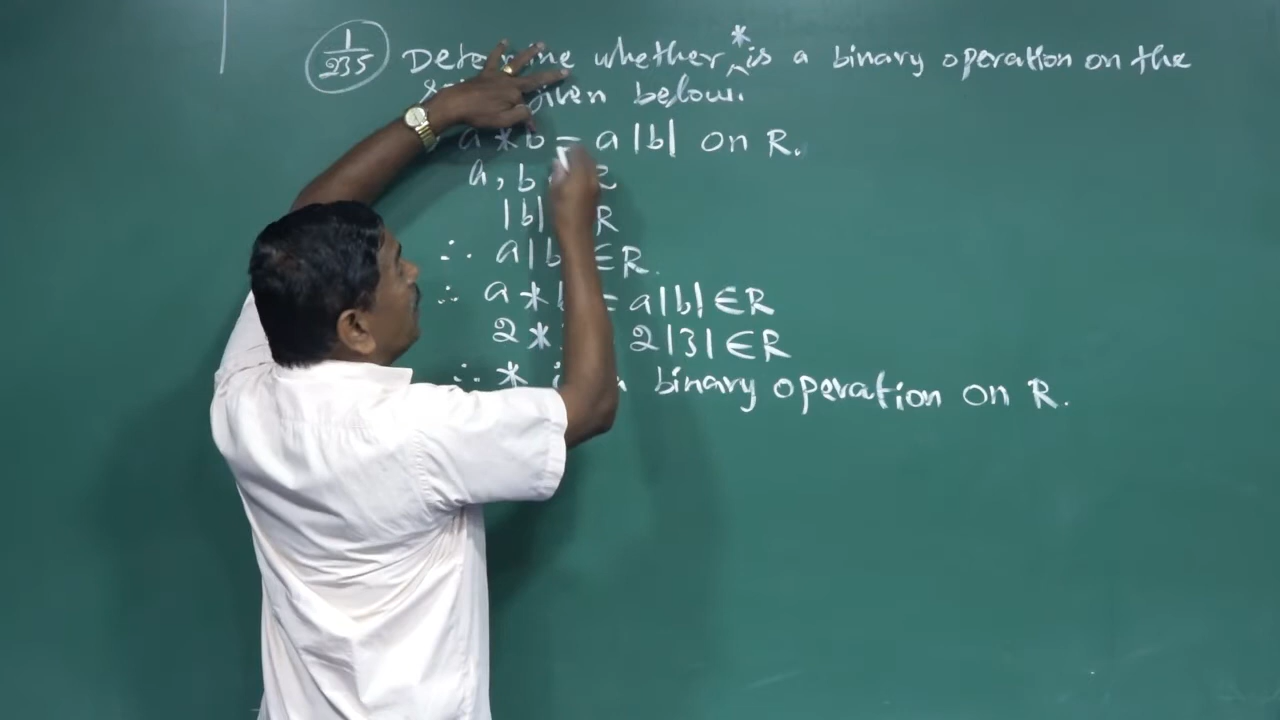 1/235 Determine whether * is a binary operation on the
given below.
a * b = a |b| on R.
a, b R
|b| R
∴ a|b ∈ R.
∴ a * = a|b| ∈ R
2 * 2|3| ∈ R
∴ * binary operation on R.